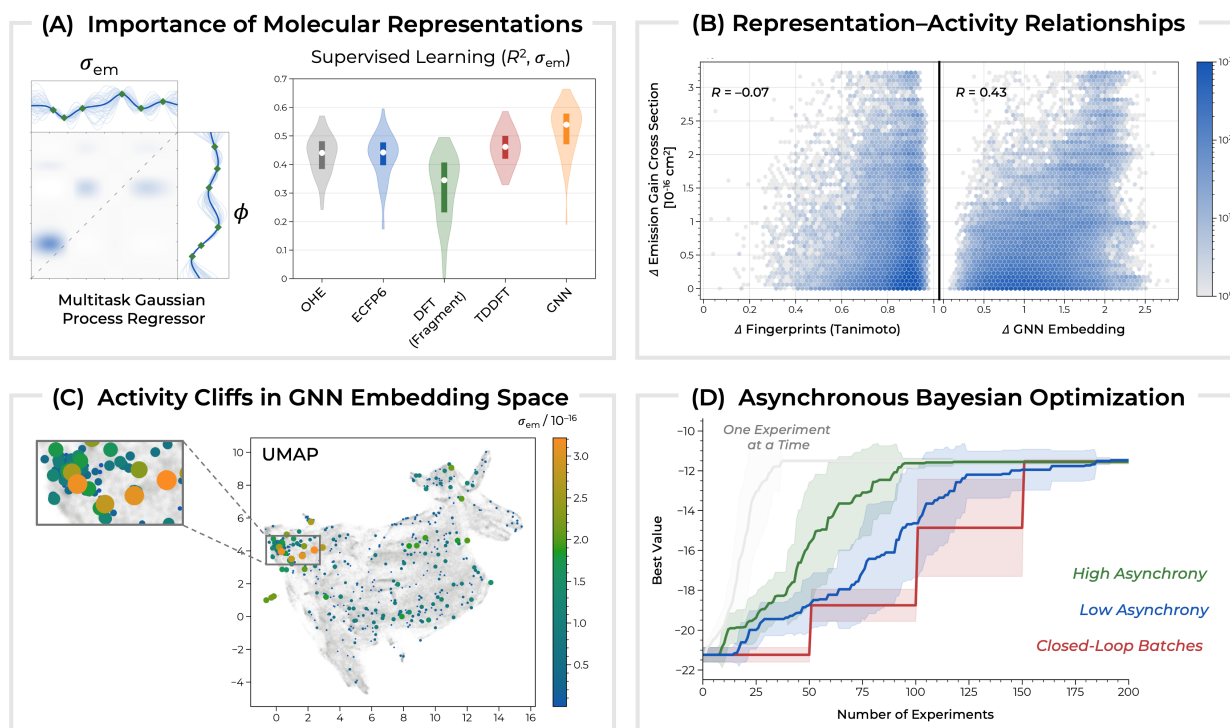 (A) Importance of Molecular Representations
σem
Supervised Learning (R², σem)
0.7
0.6
0.5
0.4
0.3
0.2
0.1
0
ϕ
OHE
ECFP6
DFT
(Fragment)
TDDFT
GNN
Multitask Gaussian
Process Regressor
(B) Representation–Activity Relationships
R = –0.07
R = 0.43
Δ Emission Gain Cross Section
[10⁻¹⁶ cm²]
3
2.5
2
1.5
1
0.5
0
0 0.2 0.4 0.6 0.8 1 0 0.5 1.0 1.5 2.0 2.5
Δ Fingerprints (Tanimoto)
Δ GNN Embedding
(C) Activity Cliffs in GNN Embedding Space
σem / 10⁻¹⁶
UMAP
10
8
6
4
2
0
−2
−4
0 2 4 6 8 10 12 14 16
3.0
2.5
2.0
1.5
1.0
0.5
(D) Asynchronous Bayesian Optimization
One Experiment
at a Time
Best Value
−10
−12
−14
−16
−18
−20
−22
High Asynchrony
Low Asynchrony
Closed-Loop Batches
0 25 50 75 100 125 150 175 200
Number of Experiments